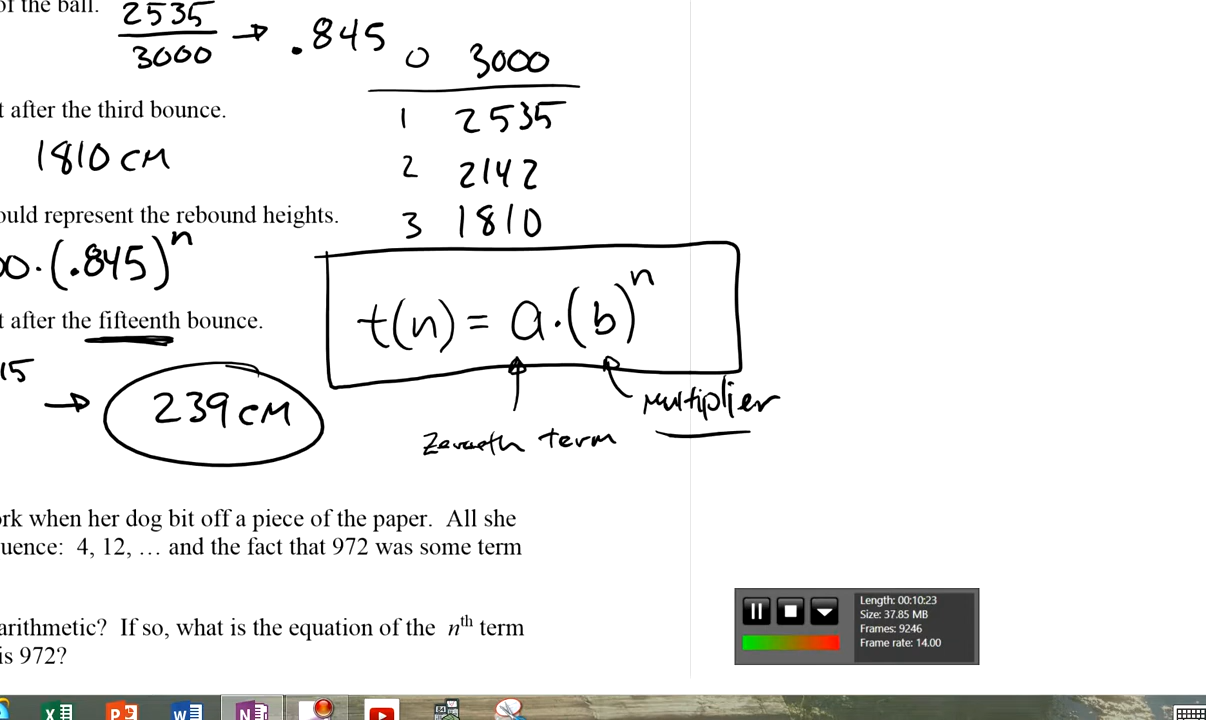 of the ball.
2535
3000
→ .845
0 3000
1 2535
2 2142
3 1810
t after the third bounce.
1810 cm
ould represent the rebound heights.
00·(.845)^n
t(n) = a·(b)^n
t after the fifteenth bounce.
15
→ 239 cm
multiplier
term
ork when her dog bit off a piece of the paper. All she
uence: 4, 12, … and the fact that 972 was some term
arithmetic? If so, what is the equation of the nth term
is 972?
Length: 00:10:23
Size: 37.85 MB
Frames: 9246
Frame rate: 14.00